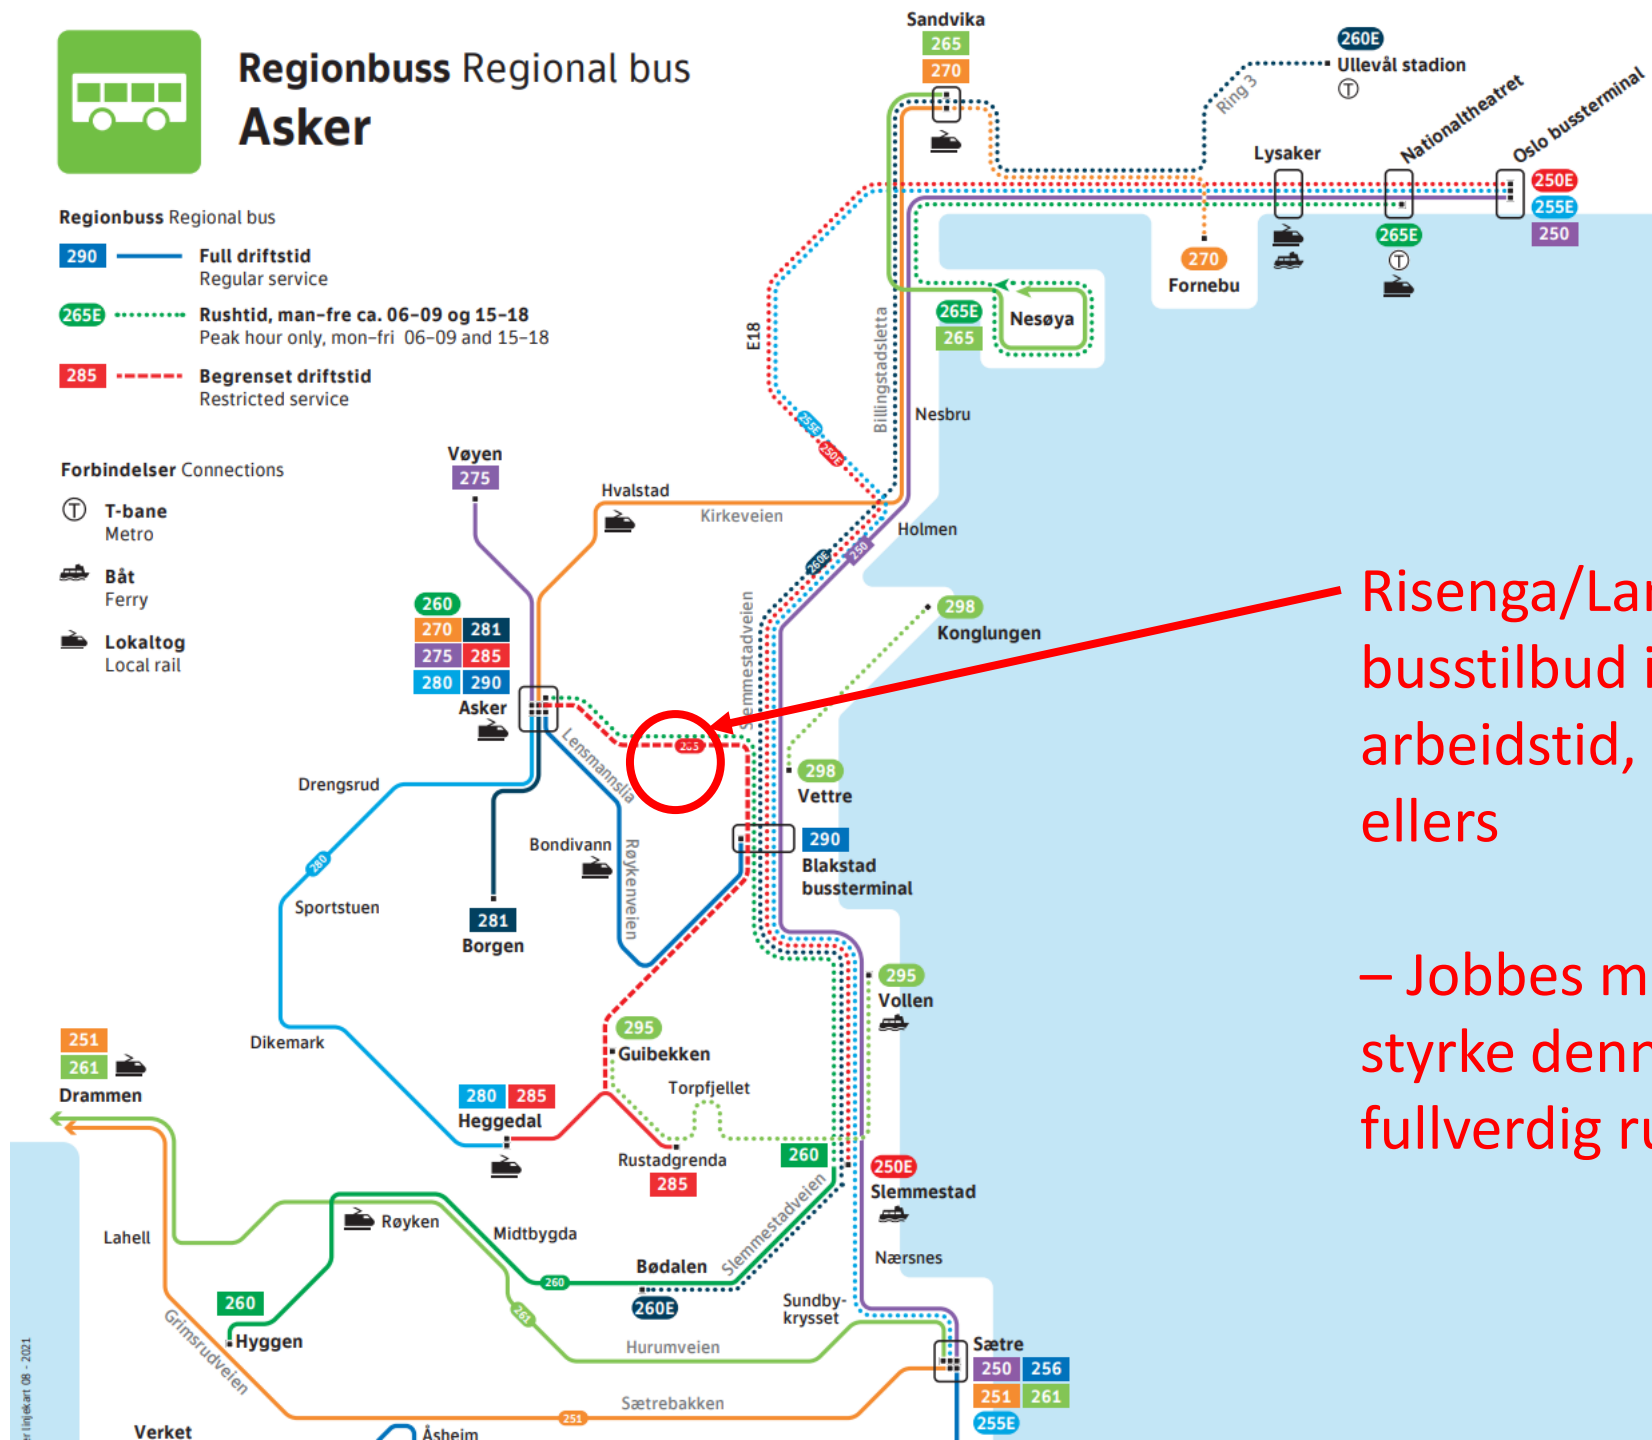 Regionbuss Regional bus
Asker
Regionbuss Regional bus
290
Full driftstid
Regular service
265E
Rushtid, man–fre ca. 06–09 og 15–18
Peak hour only, mon–fri 06–09 and 15–18
285
Begrenset driftstid
Restricted service
Forbindelser Connections
T
T-bane
Metro
Båt
Ferry
Lokaltog
Local rail
Sandvika
265
270
260E
Ullevål stadion
T
Ring 3
Lysaker
Nationaltheatret
Oslo bussterminal
250E
255E
250
265E
T
270
Fornebu
265E
265
Nesøya
E18
Billingstadsletta
Nesbru
255E
250E
Vøyen
275
Hvalstad
Kirkeveien
Holmen
260E
250
260
270 281
275 285
280 290
Asker
Slemmestadveien
298
Konglungen
285
Lensmannslia
298
Vettre
Drengsrud
290
Blakstad
bussterminal
280
Bondivann
Røykenveien
Sportstuen
281
Borgen
295
Vollen
Dikemark
295
Guibekken
Torpfjellet
251
261
Drammen
280 285
Heggedal
Rustadgrenda
285
260
250E
Slemmestad
Slemmestadveien
Lahell
Røyken
Midtbygda
Nærsnes
Bødalen
260E
260
261
260
Hyggen
Grimsrudveien
Sundby-
krysset
Hurumveien
Sætre
250 256
251 261
255E
Sætrebakken
251
Verket
Åsheim
linjekart 08 - 2021
Risenga/Lan
busstilbud i
arbeidstid,
ellers
– Jobbes m
styrke denn
fullverdig ru